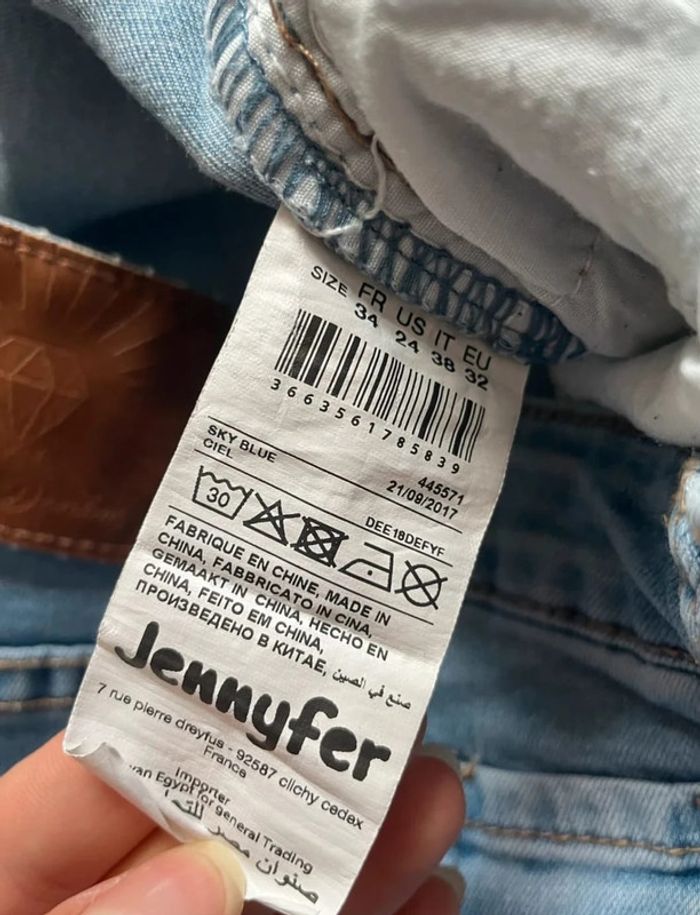 SIZE FR US IT EU
34 24 38 32
3663561785839
SKY BLUE 445571
CIEL 21/09/2017
DEE18DEFYF
30
FABRIQUE EN CHINE, MADE IN
CHINA, FABBRICATO IN CINA,
GEMAAKT IN CHINA, HECHO EN
CHINA, FEITO EM CHINA,
ПРОИЗВЕДЕНО В КИТАЕ, صنع في الصين
Jennyfer
7 rue pierre dreyfus - 92587 clichy cedex
France
Importer
Egypt for general Trading
صنوان مصر